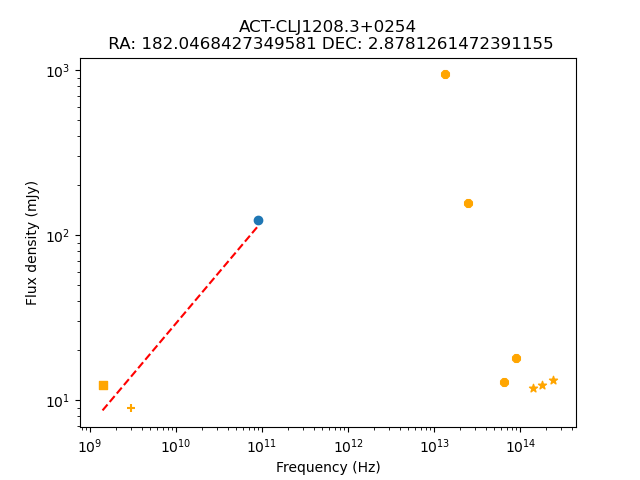 ACT-CLJ1208.3+0254
RA: 182.0468427349581 DEC: 2.8781261472391155
10³
10²
10¹
Flux density (mJy)
10⁹ 10¹⁰ 10¹¹ 10¹² 10¹³ 10¹⁴
Frequency (Hz)